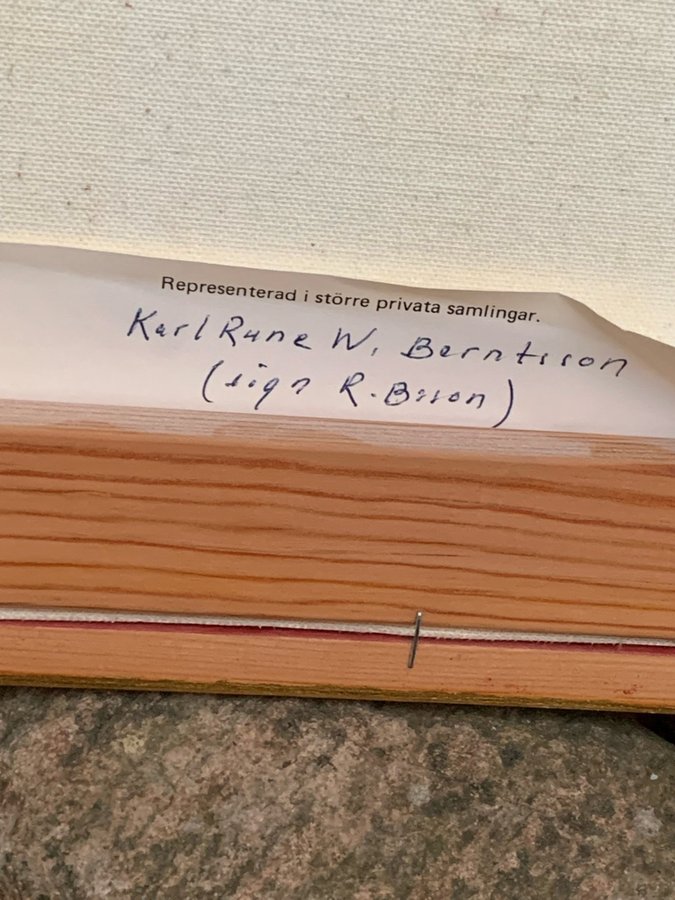 Representerad i större privata samlingar.
Karl Rune W. Berntsson
(sign R. Bsson)